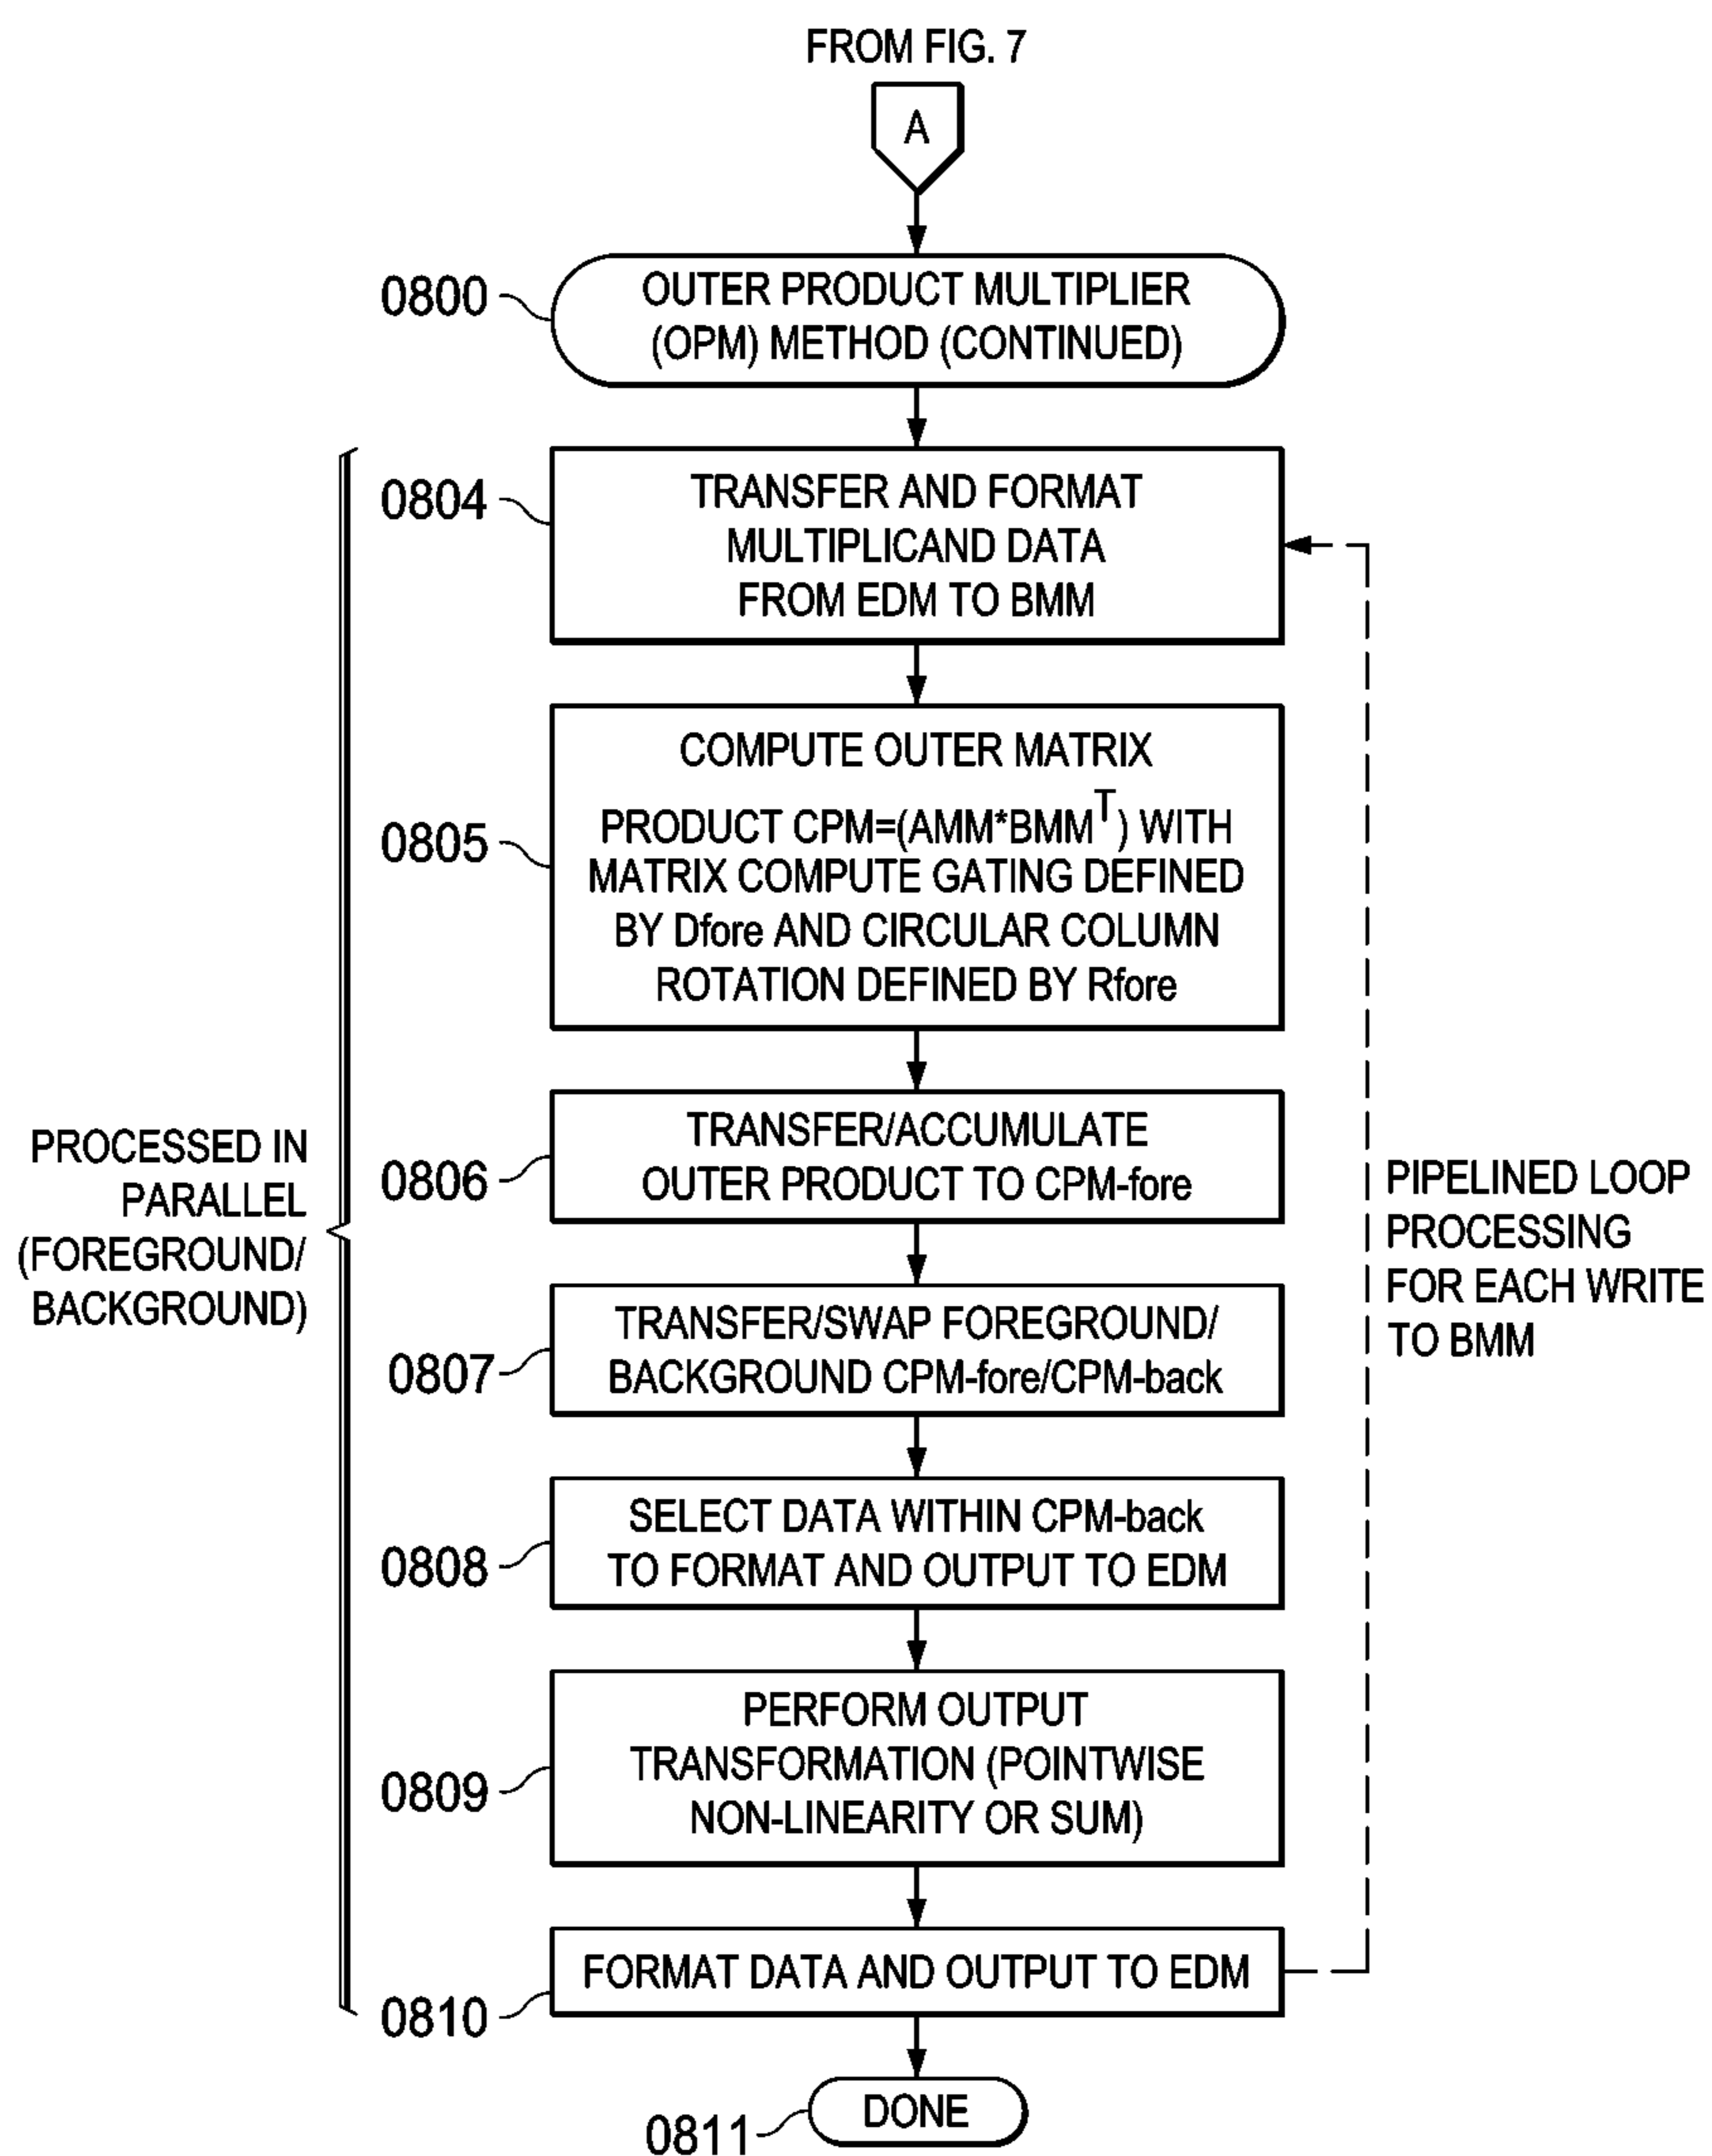 FROM FIG. 7
A
0800
OUTER PRODUCT MULTIPLIER
(OPM) METHOD (CONTINUED)
0804
TRANSFER AND FORMAT
MULTIPLICAND DATA
FROM EDM TO BMM
0805
COMPUTE OUTER MATRIX
PRODUCT CPM=(AMM*BMM^T) WITH
MATRIX COMPUTE GATING DEFINED
BY Dfore AND CIRCULAR COLUMN
ROTATION DEFINED BY Rfore
0806
TRANSFER/ACCUMULATE
OUTER PRODUCT TO CPM-fore
PROCESSED IN
PARALLEL
(FOREGROUND/
BACKGROUND)
PIPELINED LOOP
PROCESSING
FOR EACH WRITE
TO BMM
0807
TRANSFER/SWAP FOREGROUND/
BACKGROUND CPM-fore/CPM-back
0808
SELECT DATA WITHIN CPM-back
TO FORMAT AND OUTPUT TO EDM
0809
PERFORM OUTPUT
TRANSFORMATION (POINTWISE
NON-LINEARITY OR SUM)
0810
FORMAT DATA AND OUTPUT TO EDM
0811
DONE